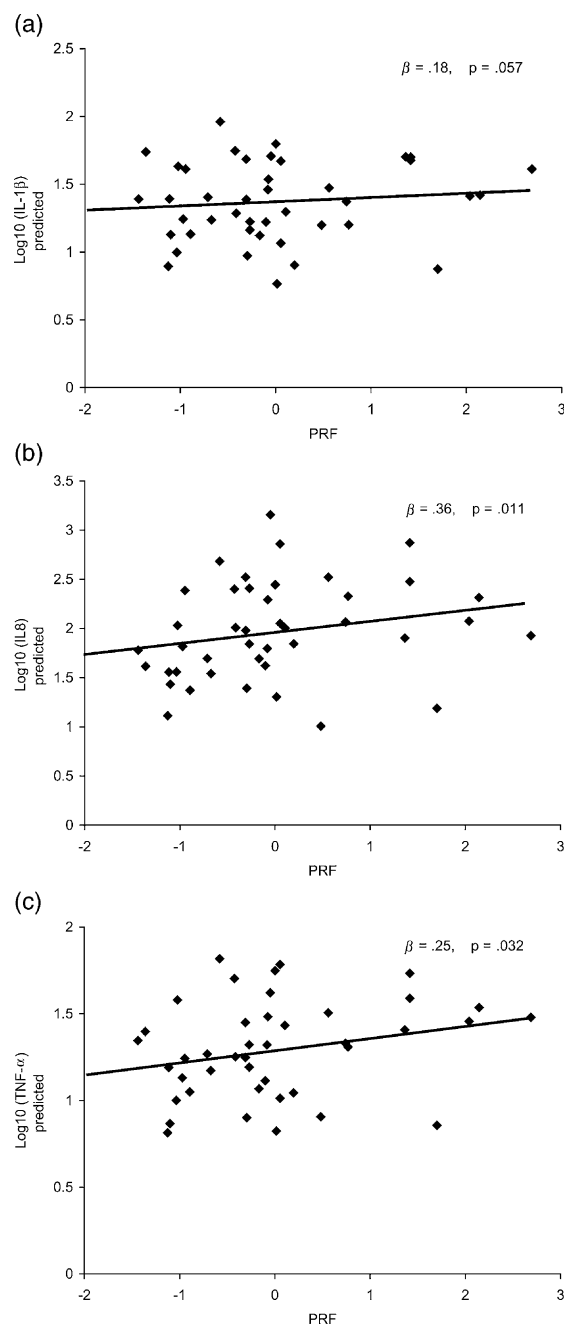 (a)
β = .18, p = .057
2.5
2
1.5
1
0.5
0
Log10 (IL-1β)
predicted
-2 -1 0 1 2 3
PRF
(b)
β = .36, p = .011
3.5
3
2.5
2
1.5
1
0.5
0
Log10 (IL8)
predicted
-2 -1 0 1 2 3
PRF
(c)
β = .25, p = .032
2
1.5
1
0.5
0
Log10 (TNF-α)
predicted
-2 -1 0 1 2 3
PRF